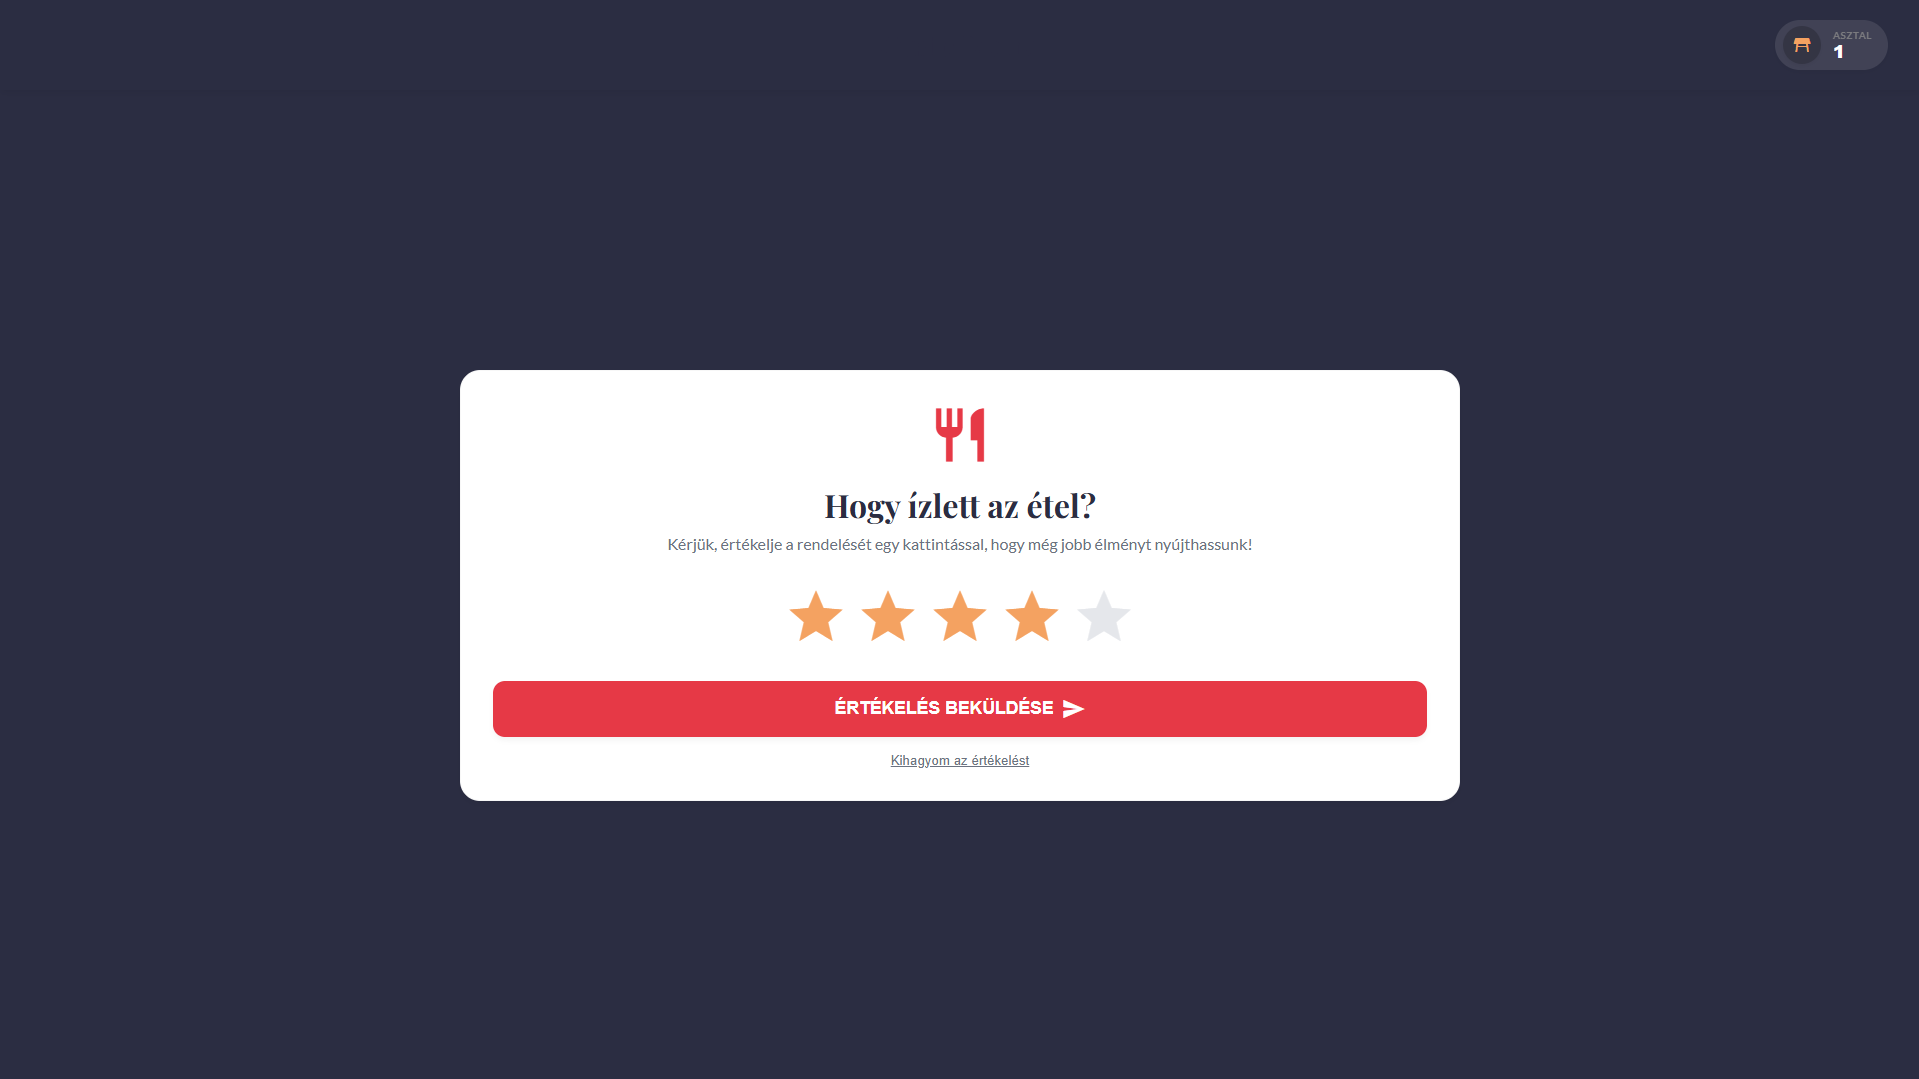 ASZTAL
1
Hogy ízlett az étel?
Kérjük, értékelje a rendelését egy kattintással, hogy még jobb élményt nyújthassunk!
ÉRTÉKELÉS BEKÜLDÉSE
Kihagyom az értékelést